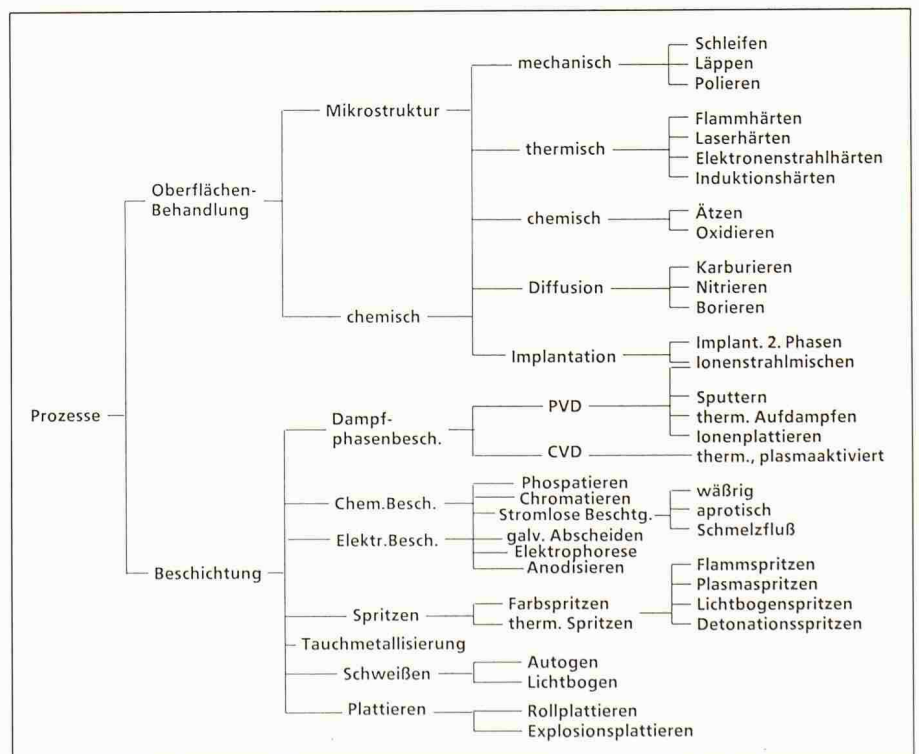 Prozesse
Oberflächen-
Behandlung
Mikrostruktur
mechanisch
Schleifen
Läppen
Polieren
thermisch
Flammhärten
Laserhärten
Elektronenstrahlhärten
Induktionshärten
chemisch
chemisch
Ätzen
Oxidieren
Diffusion
Karburieren
Nitrieren
Borieren
Implantation
Implant. 2. Phasen
Ionenstrahlmischen
Beschichtung
Dampf-
phasenbesch.
PVD
Sputtern
therm. Aufdampfen
Ionenplattieren
CVD
therm., plasmaaktiviert
Chem.Besch.
Elektr.Besch.
Phospatieren
Chromatieren
Stromlose Beschtg.
galv. Abscheiden
Elektrophorese
Anodisieren
wäßrig
aprotisch
Schmelzfluß
Spritzen
Farbspritzen
therm. Spritzen
Flammspritzen
Plasmaspritzen
Lichtbogenspritzen
Detonationsspritzen
Tauchmetallisierung
Schweißen
Autogen
Lichtbogen
Plattieren
Rollplattieren
Explosionsplattieren